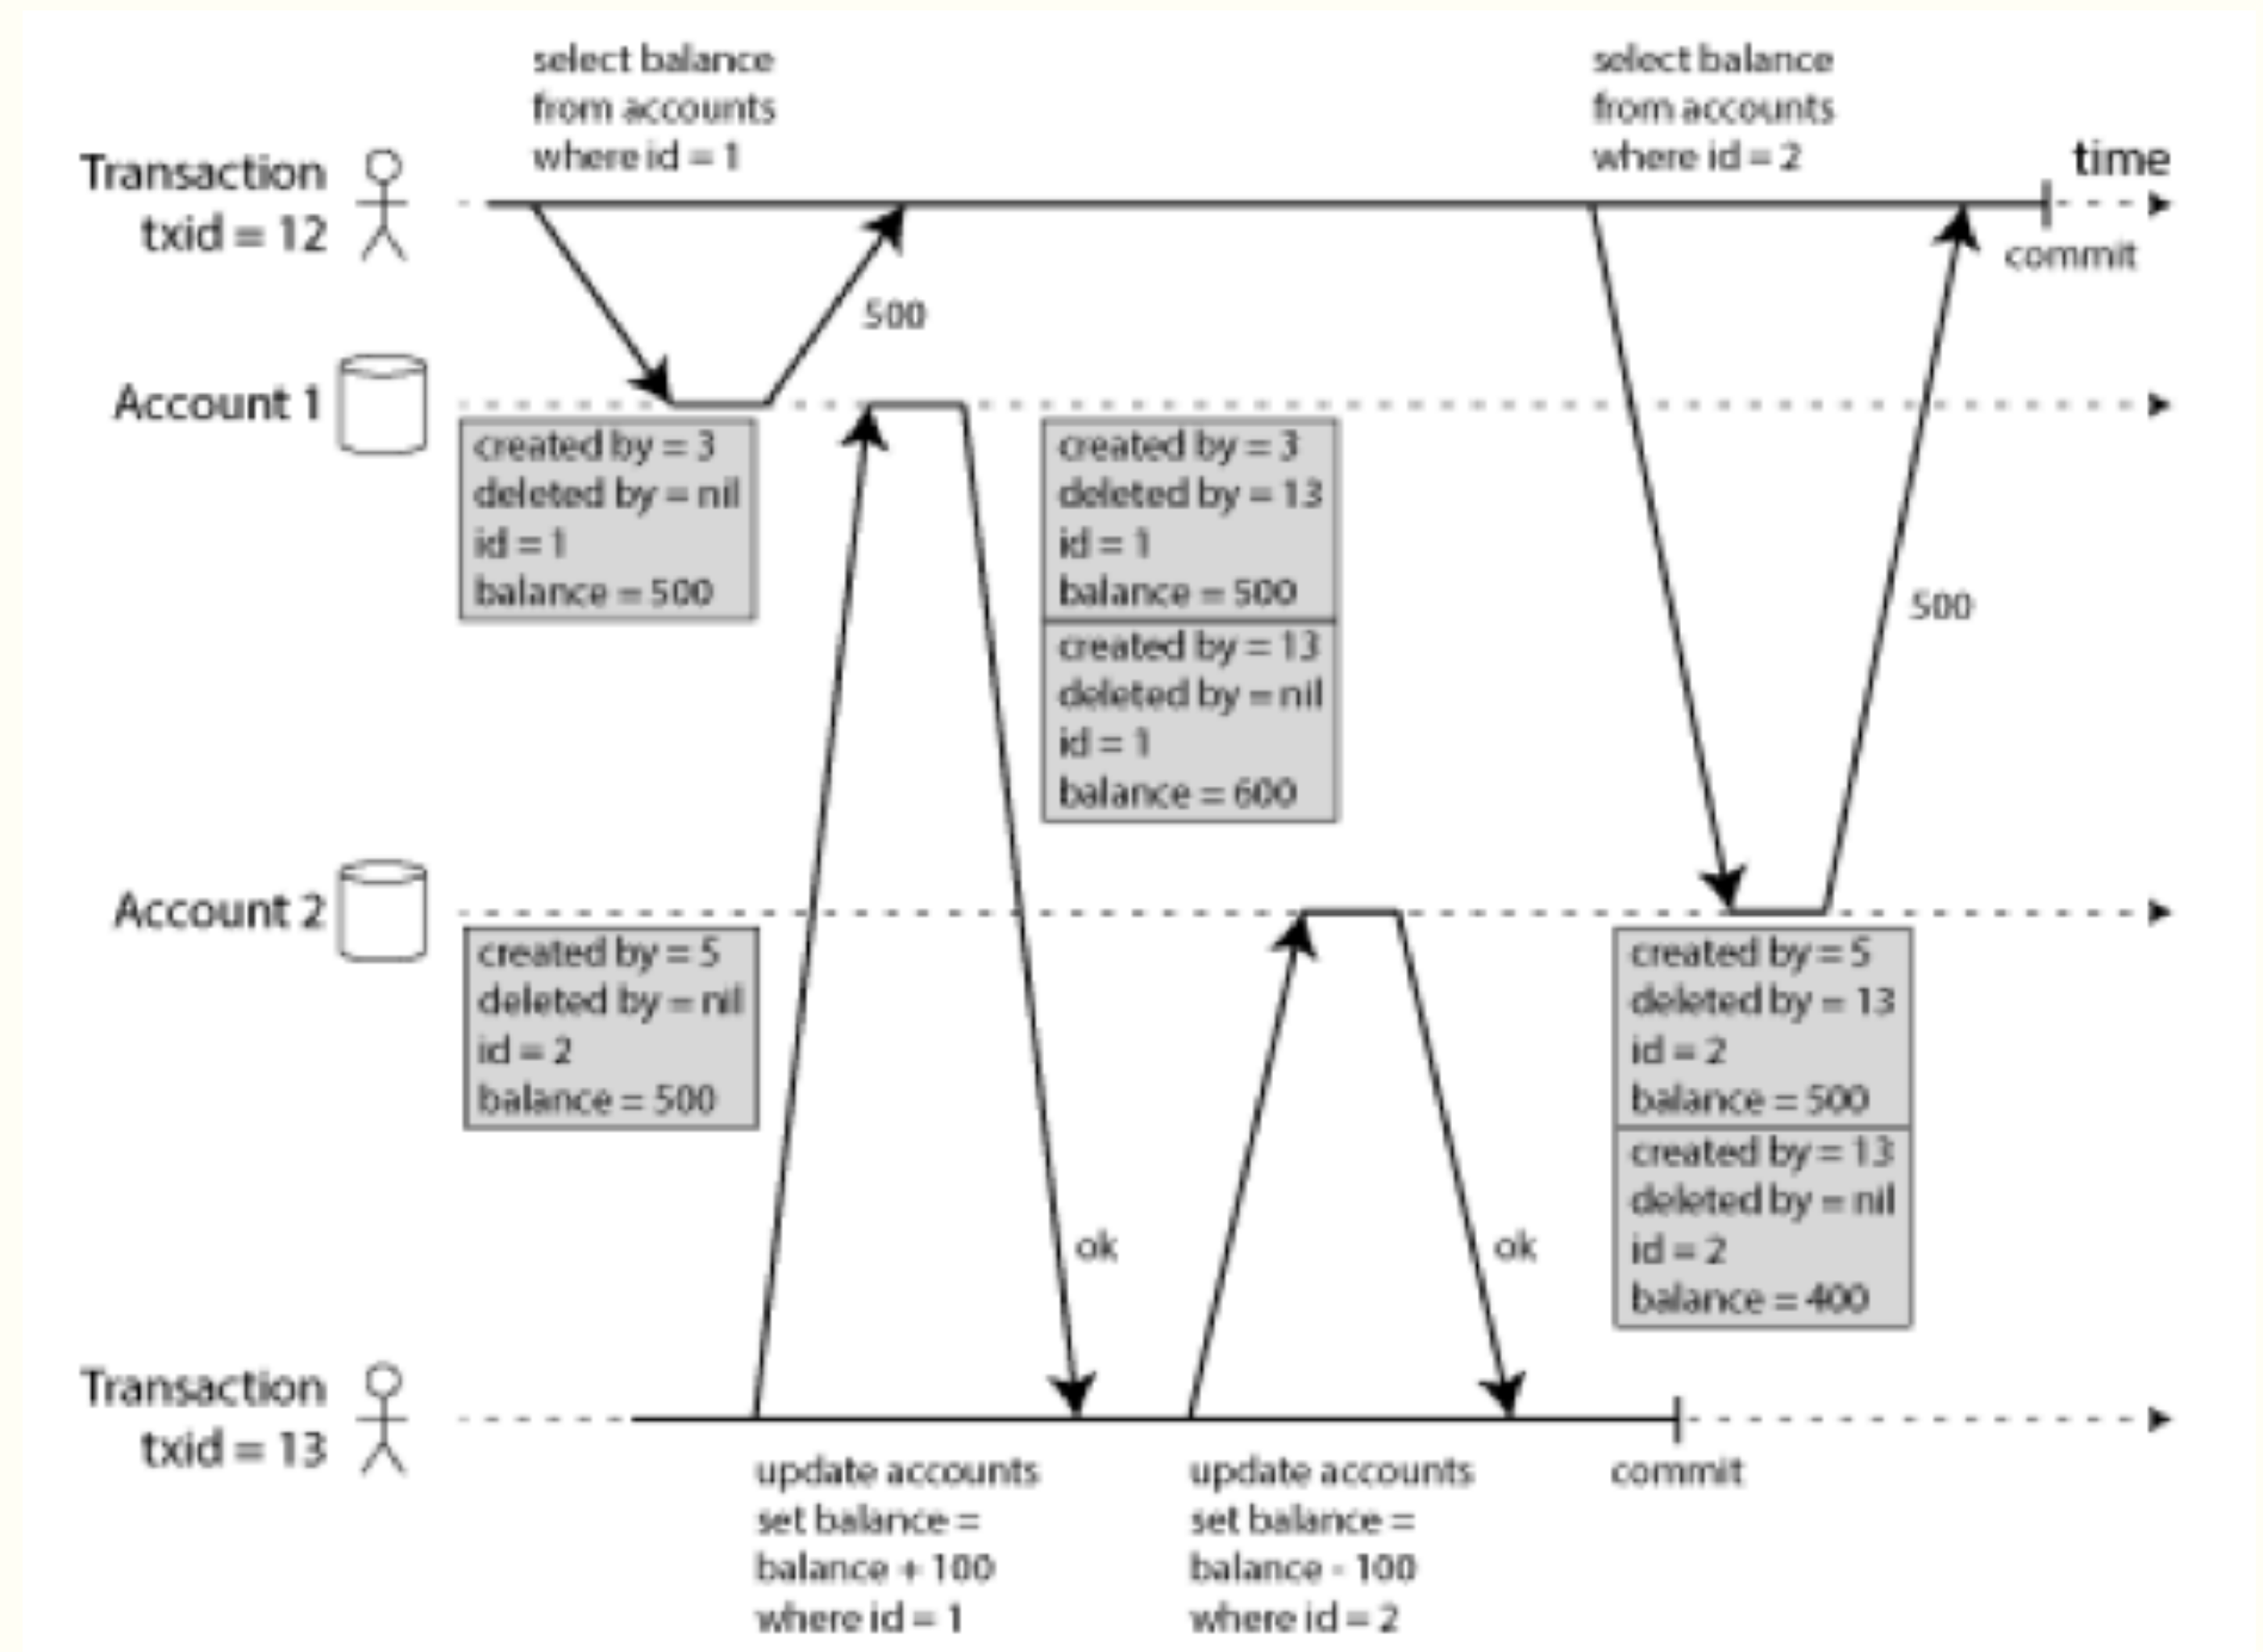 select balance
from accounts
where id = 1
select balance
from accounts
where id = 2
time
Transaction
txid = 12
commit
500
Account 1
created by = 3
deleted by = nil
id = 1
balance = 500
created by = 3
deleted by = 13
id = 1
balance = 500
created by = 13
deleted by = nil
id = 1
balance = 600
500
Account 2
created by = 5
deleted by = nil
id = 2
balance = 500
created by = 5
deleted by = 13
id = 2
balance = 500
created by = 13
deleted by = nil
id = 2
balance = 400
ok
ok
Transaction
txid = 13
update accounts
set balance =
balance + 100
where id = 1
update accounts
set balance =
balance - 100
where id = 2
commit